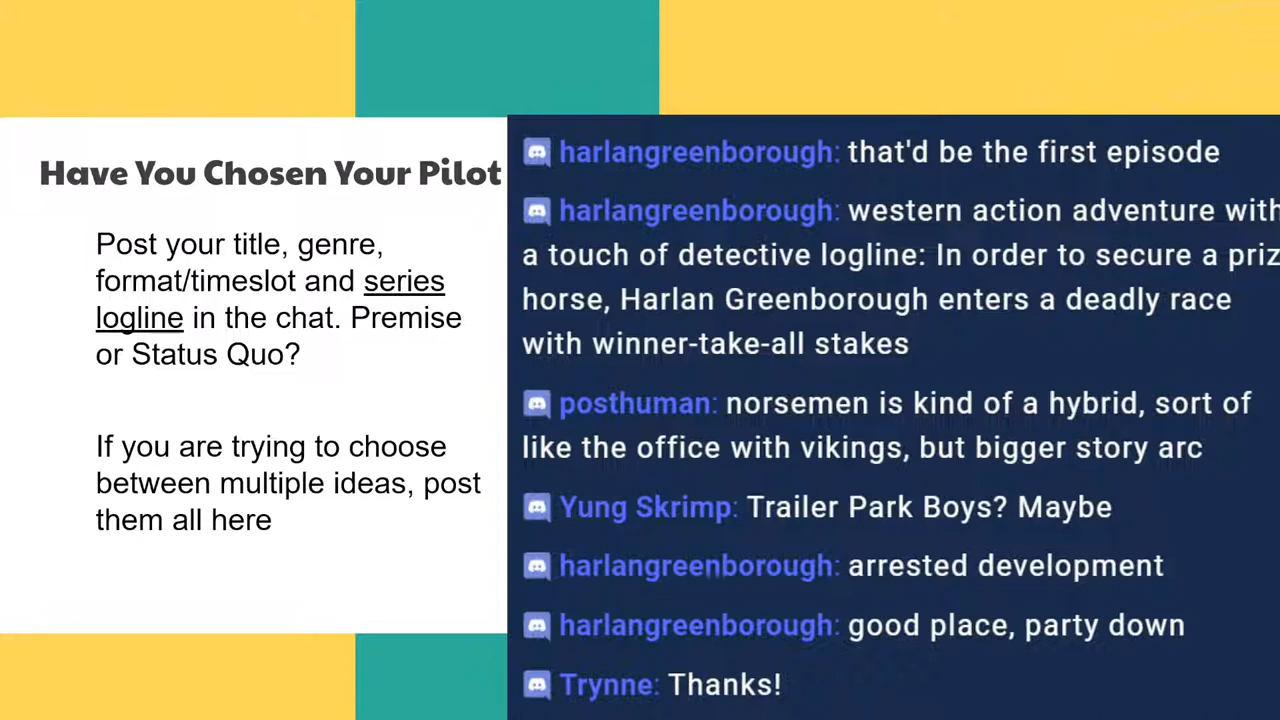 Have You Chosen Your Pilot
Post your title, genre,
format/timeslot and series
logline in the chat. Premise
or Status Quo?
If you are trying to choose
between multiple ideas, post
them all here
harlangreenborough: that'd be the first episode
harlangreenborough: western action adventure with
a touch of detective logline: In order to secure a priz
horse, Harlan Greenborough enters a deadly race
with winner-take-all stakes
posthuman: norsemen is kind of a hybrid, sort of
like the office with vikings, but bigger story arc
Yung Skrimp: Trailer Park Boys? Maybe
harlangreenborough: arrested development
harlangreenborough: good place, party down
Trynne: Thanks!